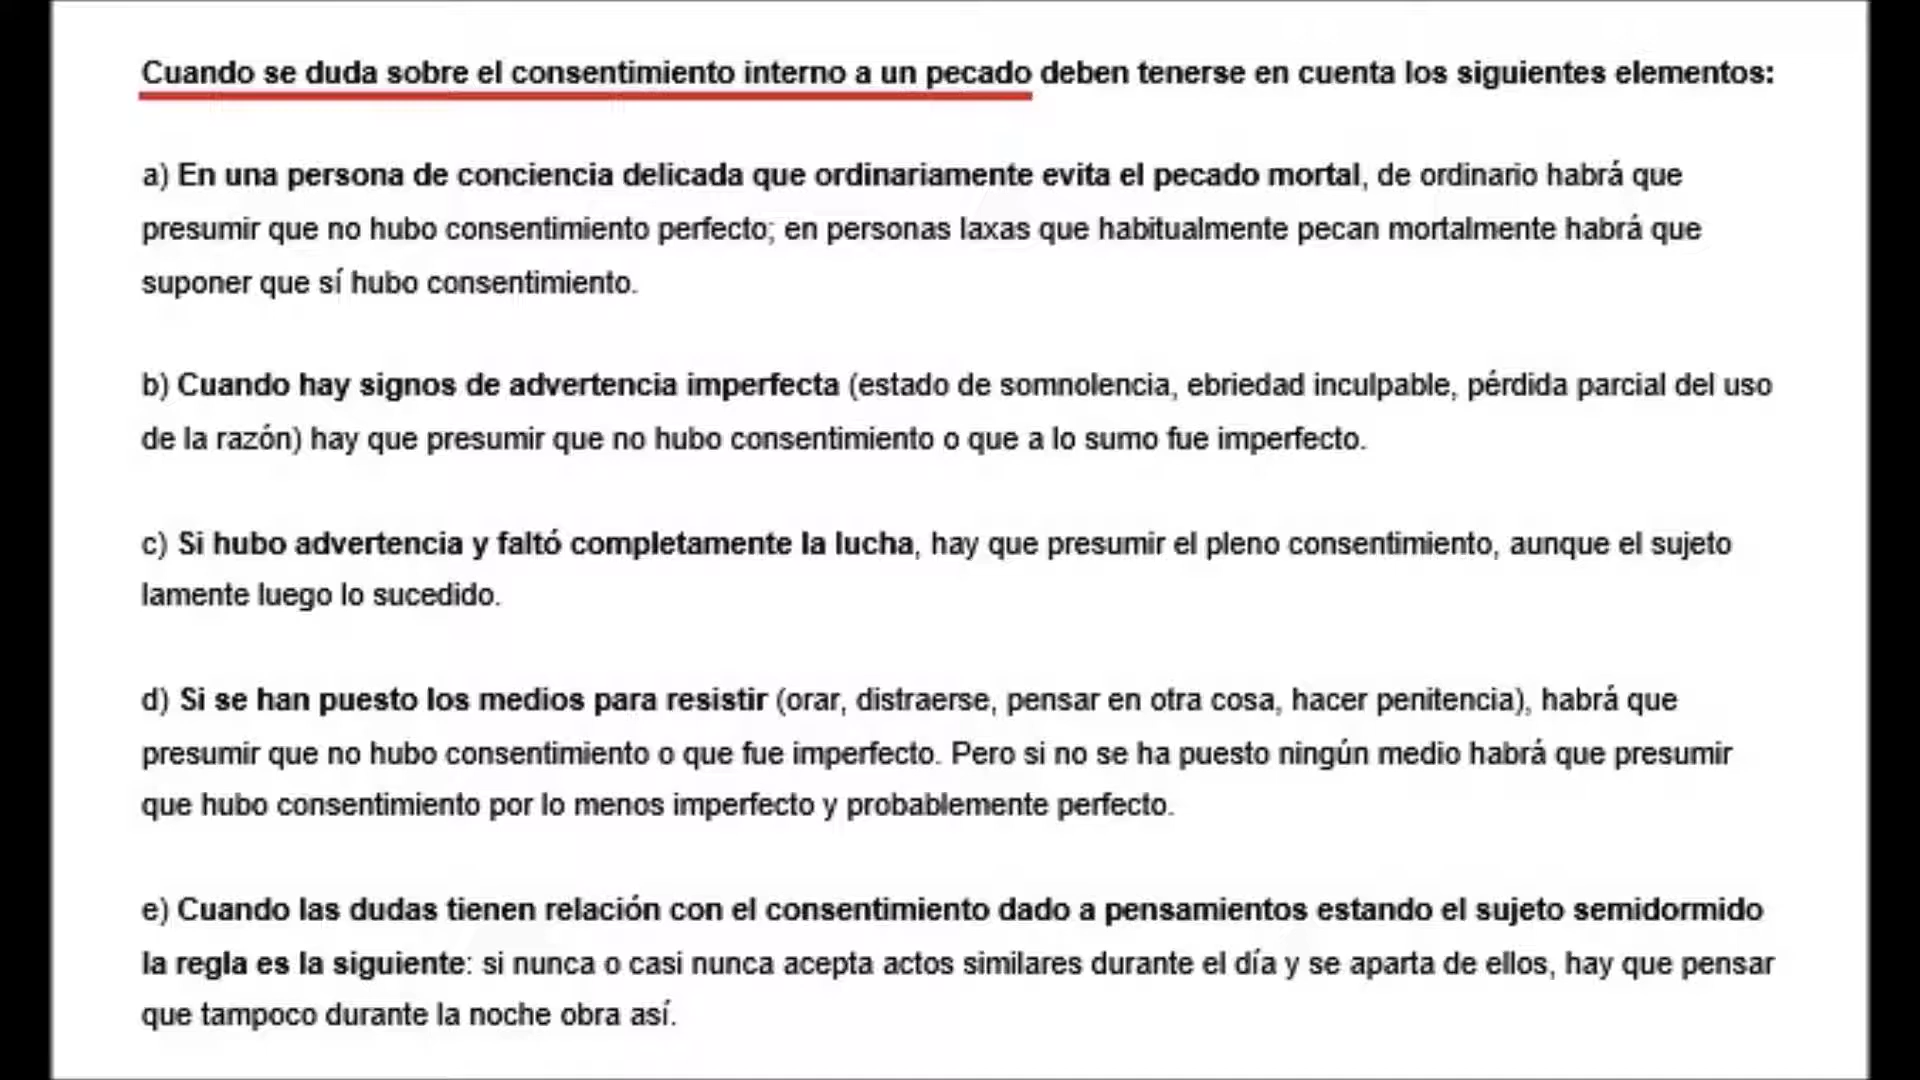 Cuando se duda sobre el consentimiento interno a un pecado deben tenerse en cuenta los siguientes elementos:
a) En una persona de conciencia delicada que ordinariamente evita el pecado mortal, de ordinario habrá que
presumir que no hubo consentimiento perfecto; en personas laxas que habitualmente pecan mortalmente habrá que
suponer que sí hubo consentimiento.
b) Cuando hay signos de advertencia imperfecta (estado de somnolencia, ebriedad inculpable, pérdida parcial del uso
de la razón) hay que presumir que no hubo consentimiento o que a lo sumo fue imperfecto.
c) Si hubo advertencia y faltó completamente la lucha, hay que presumir el pleno consentimiento, aunque el sujeto
lamente luego lo sucedido.
d) Si se han puesto los medios para resistir (orar, distraerse, pensar en otra cosa, hacer penitencia), habrá que
presumir que no hubo consentimiento o que fue imperfecto. Pero si no se ha puesto ningún medio habrá que presumir
que hubo consentimiento por lo menos imperfecto y probablemente perfecto.
e) Cuando las dudas tienen relación con el consentimiento dado a pensamientos estando el sujeto semidormido
la regla es la siguiente: si nunca o casi nunca acepta actos similares durante el día y se aparta de ellos, hay que pensar
que tampoco durante la noche obra así.